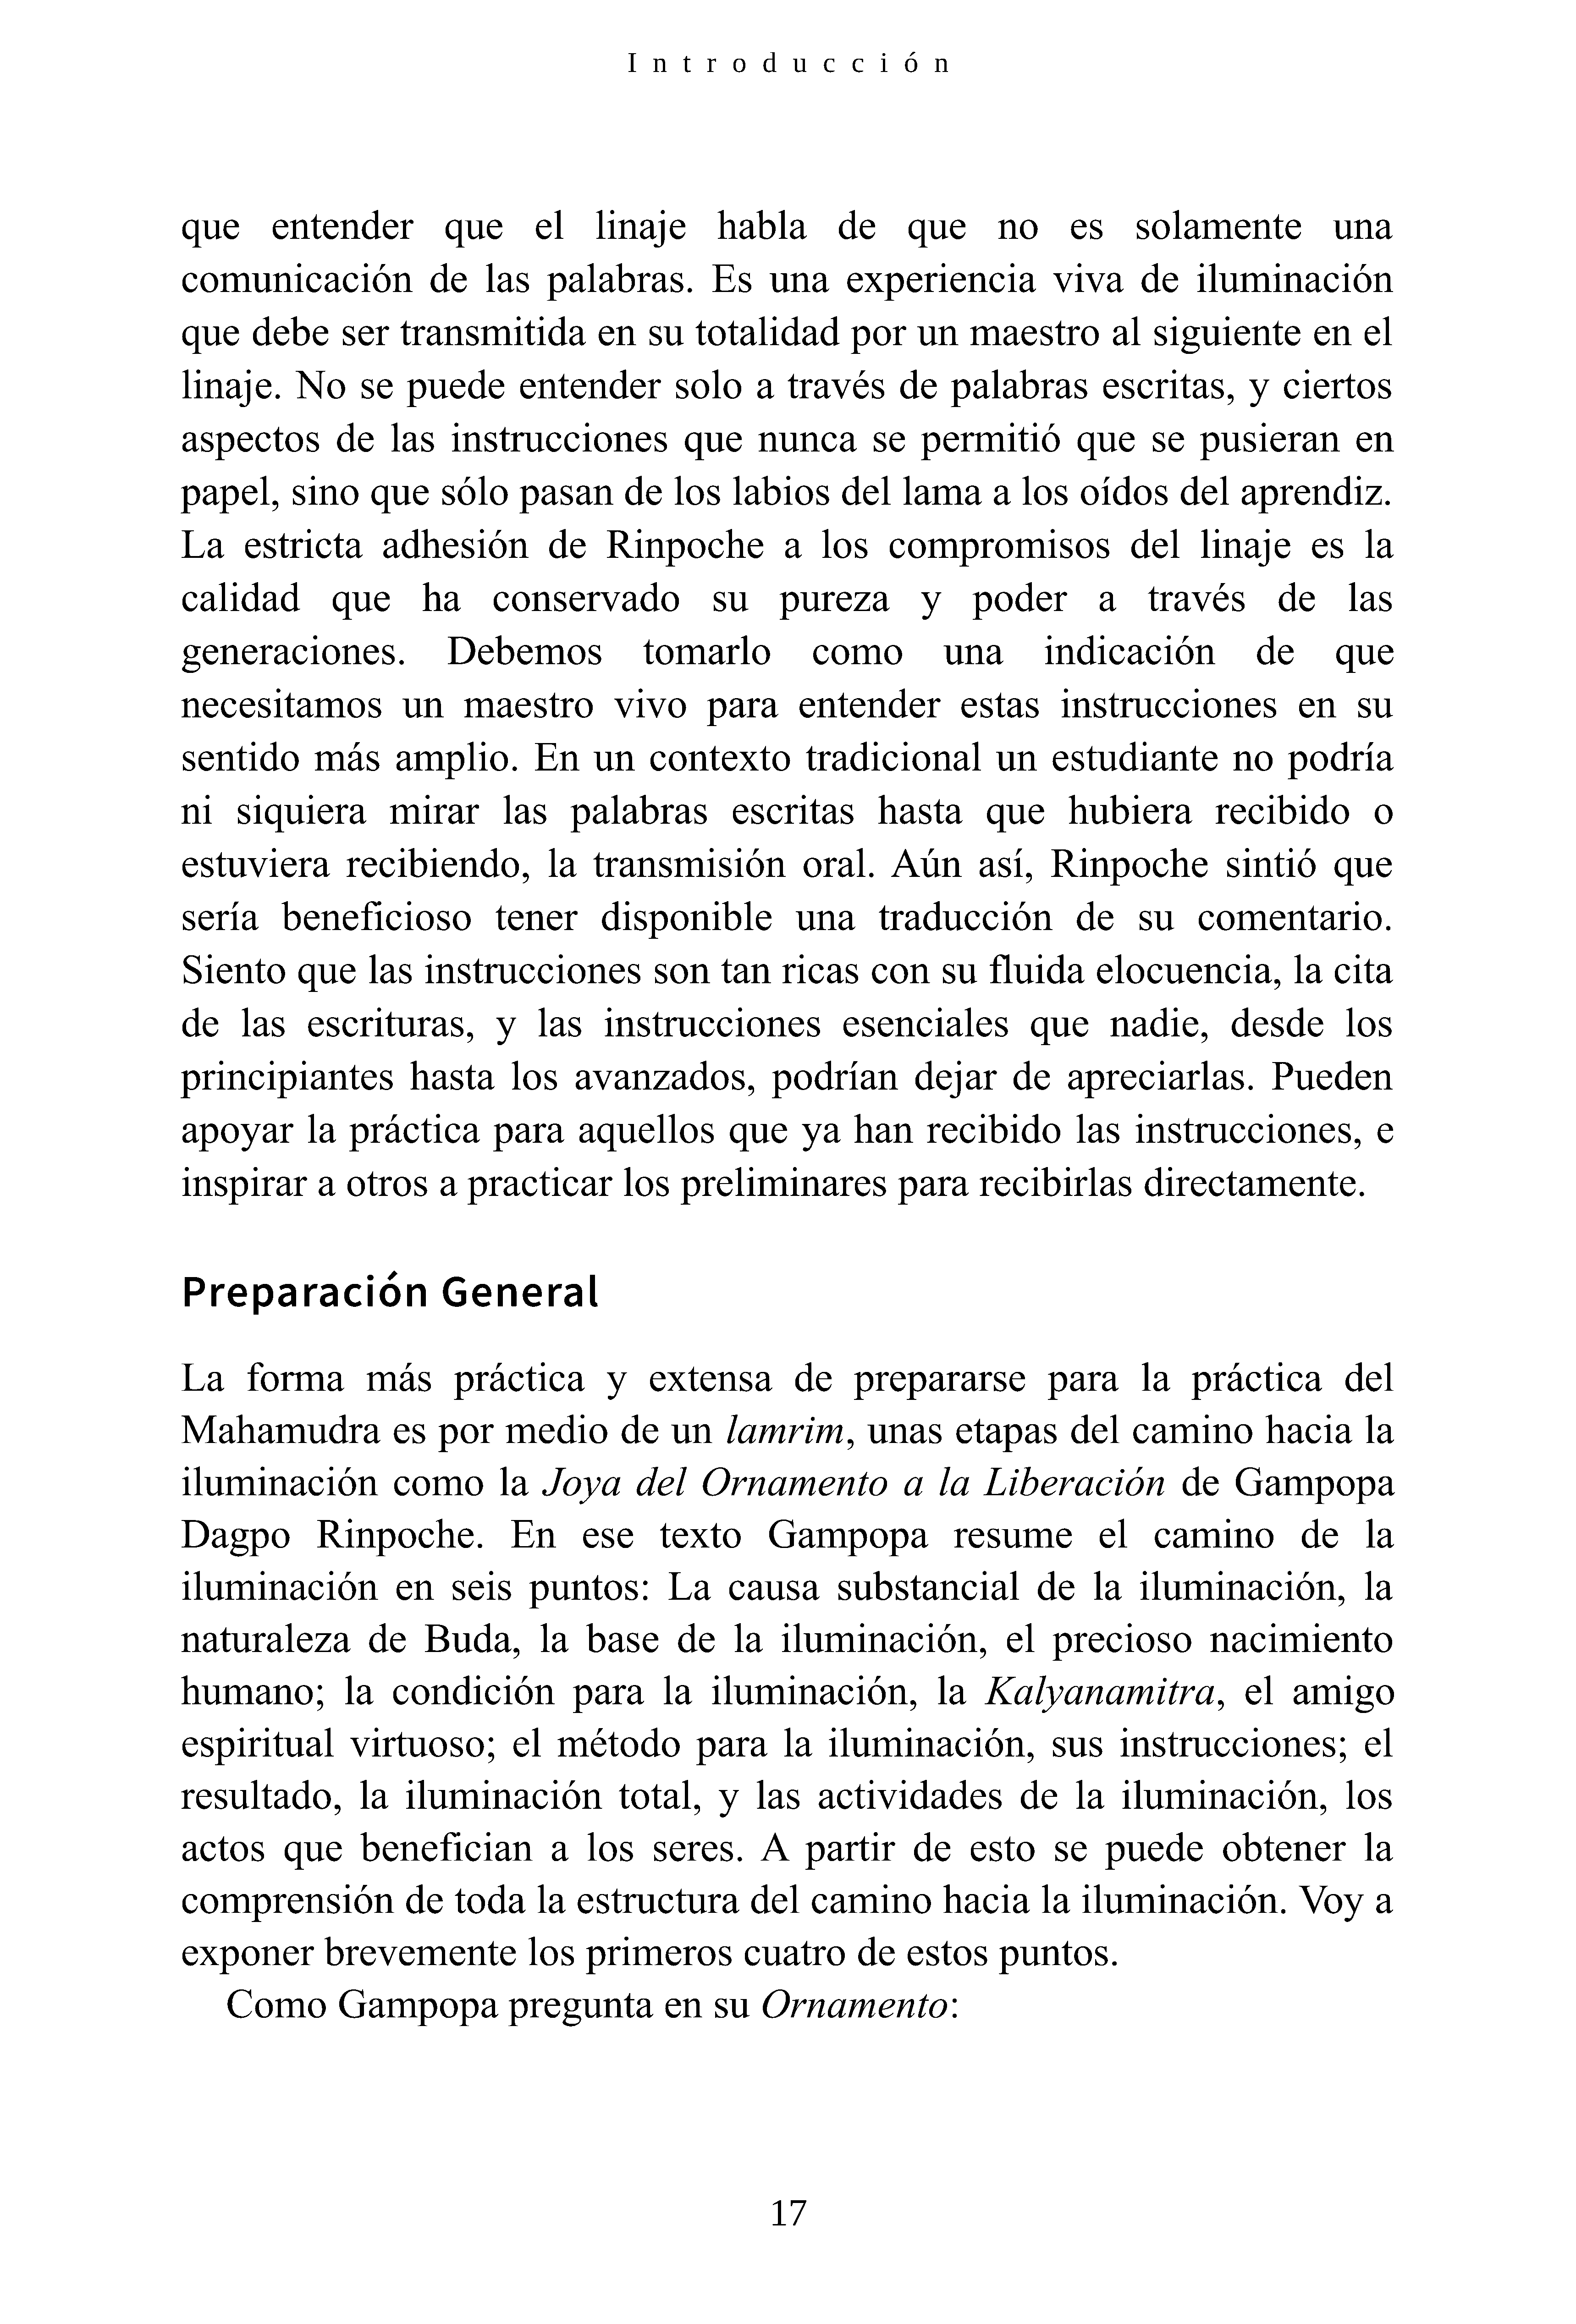 Introducción
que entender que el linaje habla de que no es solamente una
comunicación de las palabras. Es una experiencia viva de iluminación
que debe ser transmitida en su totalidad por un maestro al siguiente en el
linaje. No se puede entender solo a través de palabras escritas, y ciertos
aspectos de las instrucciones que nunca se permitió que se pusieran en
papel, sino que sólo pasan de los labios del lama a los oídos del aprendiz.
La estricta adhesión de Rinpoche a los compromisos del linaje es la
calidad que ha conservado su pureza y poder a través de las
generaciones. Debemos tomarlo como una indicación de que
necesitamos un maestro vivo para entender estas instrucciones en su
sentido más amplio. En un contexto tradicional un estudiante no podría
ni siquiera mirar las palabras escritas hasta que hubiera recibido o
estuviera recibiendo, la transmisión oral. Aún así, Rinpoche sintió que
sería beneficioso tener disponible una traducción de su comentario.
Siento que las instrucciones son tan ricas con su fluida elocuencia, la cita
de las escrituras, y las instrucciones esenciales que nadie, desde los
principiantes hasta los avanzados, podrían dejar de apreciarlas. Pueden
apoyar la práctica para aquellos que ya han recibido las instrucciones, e
inspirar a otros a practicar los preliminares para recibirlas directamente.
Preparación General
La forma más práctica y extensa de prepararse para la práctica del
Mahamudra es por medio de un lamrim, unas etapas del camino hacia la
iluminación como la Joya del Ornamento a la Liberación de Gampopa
Dagpo Rinpoche. En ese texto Gampopa resume el camino de la
iluminación en seis puntos: La causa substancial de la iluminación, la
naturaleza de Buda, la base de la iluminación, el precioso nacimiento
humano; la condición para la iluminación, la Kalyanamitra, el amigo
espiritual virtuoso; el método para la iluminación, sus instrucciones; el
resultado, la iluminación total, y las actividades de la iluminación, los
actos que benefician a los seres. A partir de esto se puede obtener la
comprensión de toda la estructura del camino hacia la iluminación. Voy a
exponer brevemente los primeros cuatro de estos puntos.
Como Gampopa pregunta en su Ornamento:
17